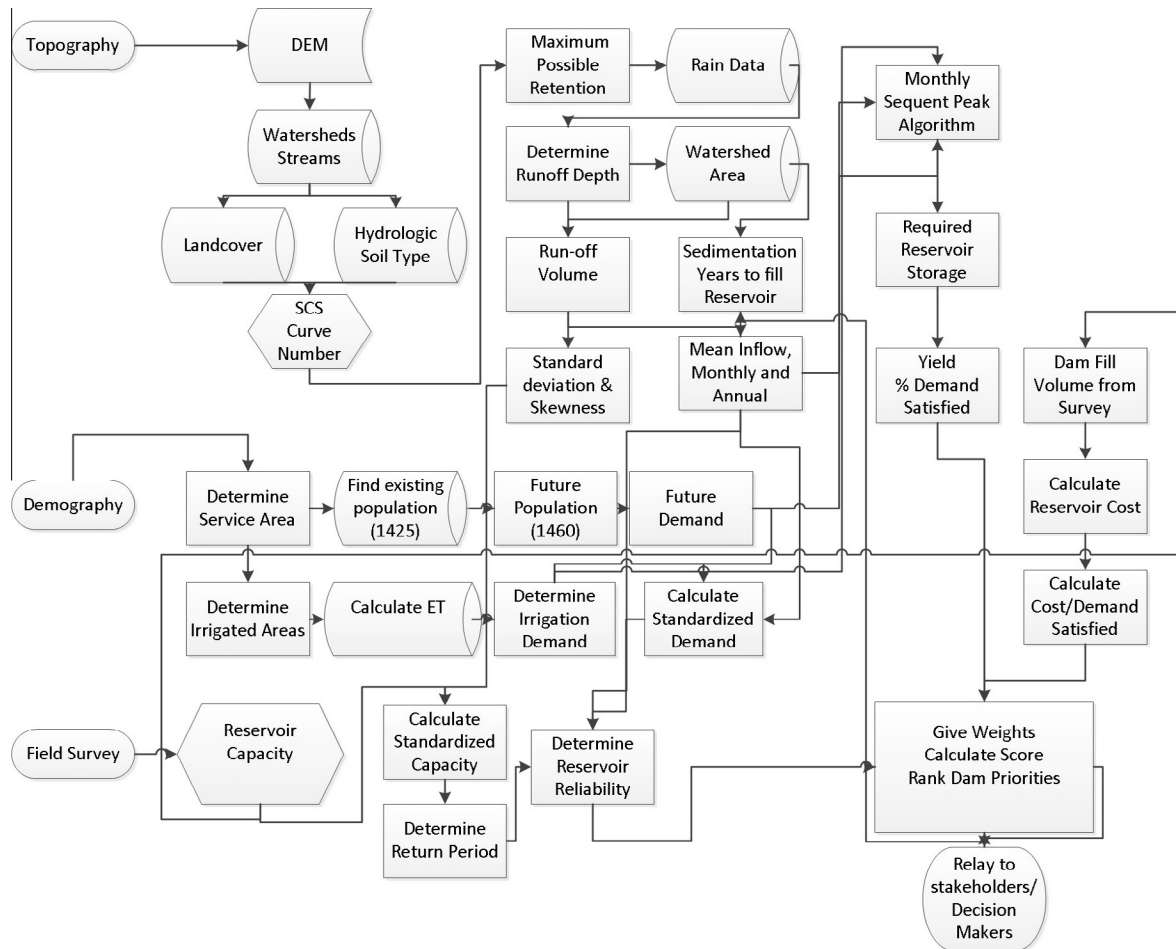 Topography
DEM
Watersheds
Streams
Landcover
Hydrologic
Soil Type
SCS
Curve
Number
Maximum
Possible
Retention
Rain Data
Determine
Runoff Depth
Watershed
Area
Run-off
Volume
Sedimentation
Years to fill
Reservoir
Standard
deviation &
Skewness
Mean Inflow,
Monthly and
Annual
Monthly
Sequent Peak
Algorithm
Required
Reservoir
Storage
Yield
% Demand
Satisfied
Dam Fill
Volume from
Survey
Calculate
Reservoir Cost
Calculate
Cost/Demand
Satisfied
Demography
Determine
Service Area
Find existing
population
(1425)
Future
Population
(1460)
Future
Demand
Determine
Irrigated Areas
Calculate ET
Determine
Irrigation
Demand
Calculate
Standardized
Demand
Field Survey
Reservoir
Capacity
Calculate
Standardized
Capacity
Determine
Return Period
Determine
Reservoir
Reliability
Give Weights
Calculate Score
Rank Dam Priorities
Relay to
stakeholders/
Decision
Makers